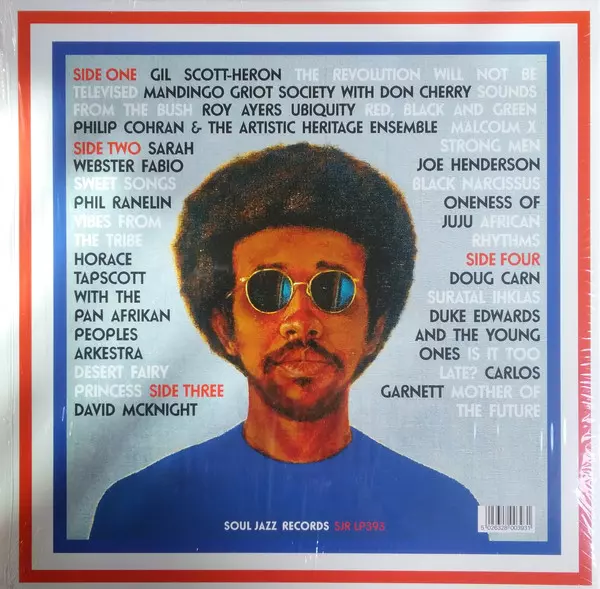 SIDE ONE GIL SCOTT-HERON THE REVOLUTION WILL NOT BE
TELEVISED MANDINGO GRIOT SOCIETY WITH DON CHERRY SOUNDS
FROM THE BUSH ROY AYERS UBIQUITY RED, BLACK AND GREEN
PHILIP COHRAN & THE ARTISTIC HERITAGE ENSEMBLE MALCOLM X
SIDE TWO SARAH
WEBSTER FABIO
SWEET SONGS
PHIL RANELIN
VIBES FROM
THE TRIBE
HORACE
TAPSCOTT
WITH THE
PAN AFRIKAN
PEOPLES
ARKESTRA
DESERT FAIRY
PRINCESS SIDE THREE
DAVID MCKNIGHT
STRONG MEN
JOE HENDERSON
BLACK NARCISSUS
ONENESS OF
JUJU AFRICAN
RHYTHMS
SIDE FOUR
DOUG CARN
SURATAL IHKLAS
DUKE EDWARDS
AND THE YOUNG
ONES IS IT TOO
LATE? CARLOS
GARNETT MOTHER OF
THE FUTURE
SOUL JAZZ RECORDS SJR LP393
5 026328 003931